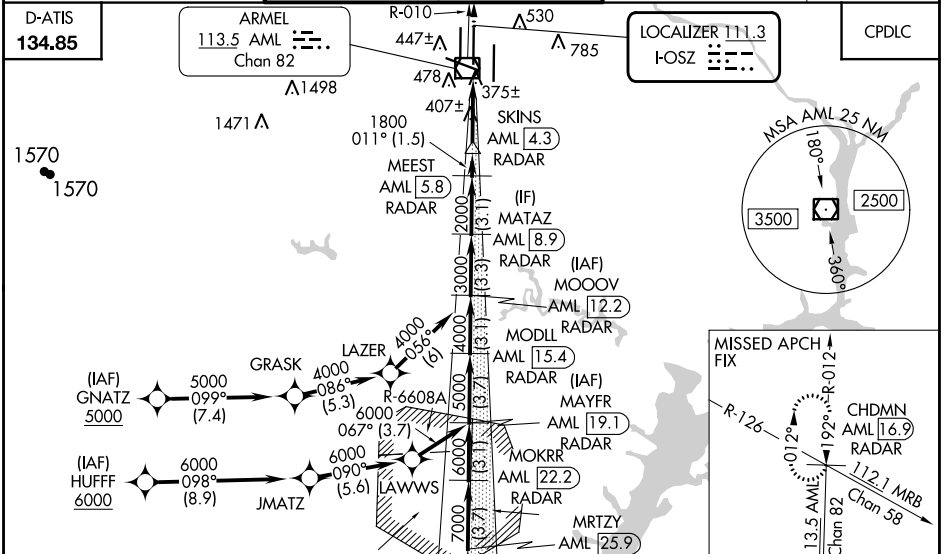 D-ATIS
134.85
ARMEL
113.5 AML
Chan 82
R-010
530
447±
785
LOCALIZER 111.3
I-OSZ
CPDLC
478
375±
407±
1498
1471
1570
1570
1800
011° (1.5)
SKINS
AML 4.3
RADAR
MEEST
AML 5.8
RADAR
(IF)
MATAZ
AML 8.9
RADAR
2000
(3.1)
(IAF)
MOOOV
AML 12.2
RADAR
3000
(3.3)
MODLL
AML 15.4
RADAR
4000
(3.1)
(IAF)
MAYFR
AML 19.1
RADAR
5000
(3.7)
MOKRR
AML 22.2
RADAR
6000
(3.1)
MRTZY
AML 25.9
7000
(3.7)
(IAF)
GNATZ
5000
5000
099°
(7.4)
GRASK
4000
086°
(5.3)
LAZER
4000
056°
(6)
R-6608A
(IAF)
HUFFF
6000
6000
098°
(8.9)
JMATZ
6000
090°
(5.6)
LAWWS
6000
067° (3.7)
MSA AML 25 NM
180°
360°
3500
2500
MISSED APCH
FIX
R-012
R-126
012°
192°
CHDMN
AML 16.9
RADAR
112.1 MRB
Chan 58
13.5 AML
Chan 82